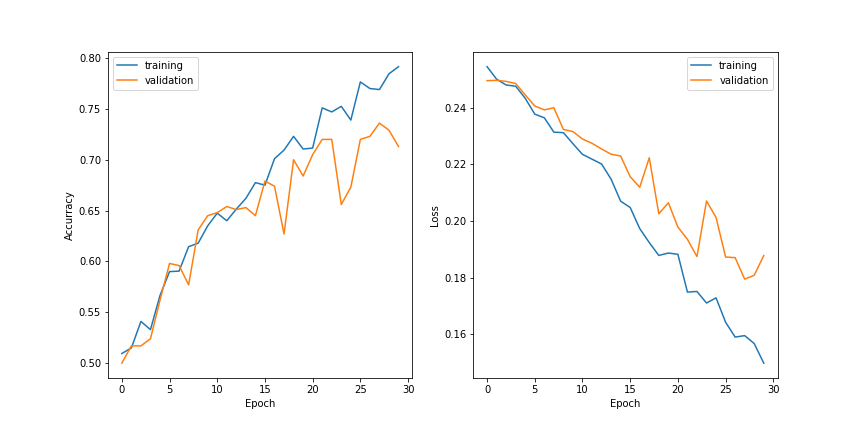 training
validation
0.80
0.75
0.70
0.65
0.60
0.55
0.50
Accurracy
0 5 10 15 20 25 30
Epoch
training
validation
0.24
0.22
0.20
0.18
0.16
Loss
0 5 10 15 20 25 30
Epoch